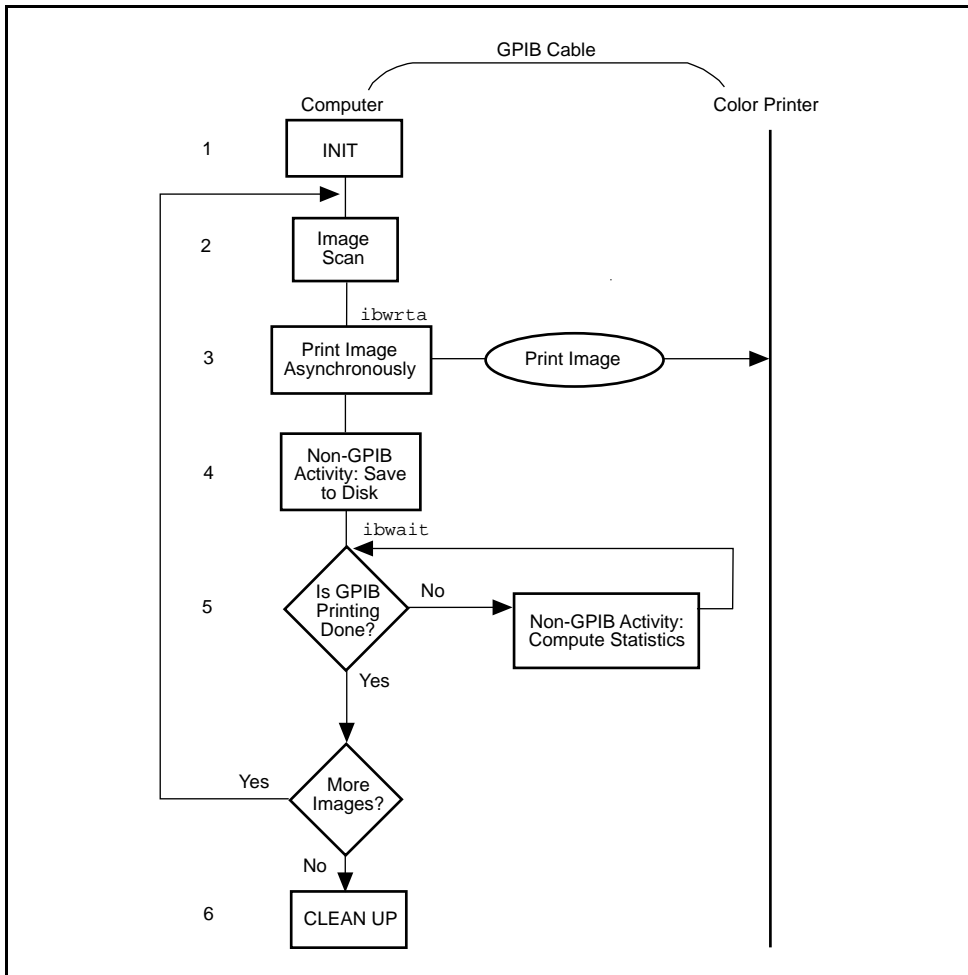 GPIB Cable
Computer
Color Printer
1
INIT
2
Image
Scan
ibwrta
3
Print Image
Asynchronously
Print Image
4
Non-GPIB
Activity: Save
to Disk
ibwait
5
Is GPIB
Printing
Done?
No
Non-GPIB Activity:
Compute Statistics
Yes
Yes
More
Images?
No
6
CLEAN UP